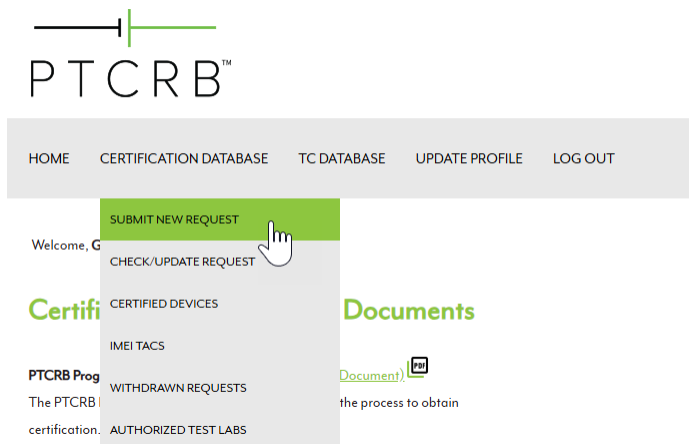 PTCRB™
HOME CERTIFICATION DATABASE TC DATABASE UPDATE PROFILE LOG OUT
SUBMIT NEW REQUEST
Welcome, G
CHECK/UPDATE REQUEST
CERTIFIED DEVICES
Certifi Documents
IMEI TACS
PTCRB Prog Document) PDF
WITHDRAWN REQUESTS
The PTCRB the process to obtain
certification. AUTHORIZED TEST LABS